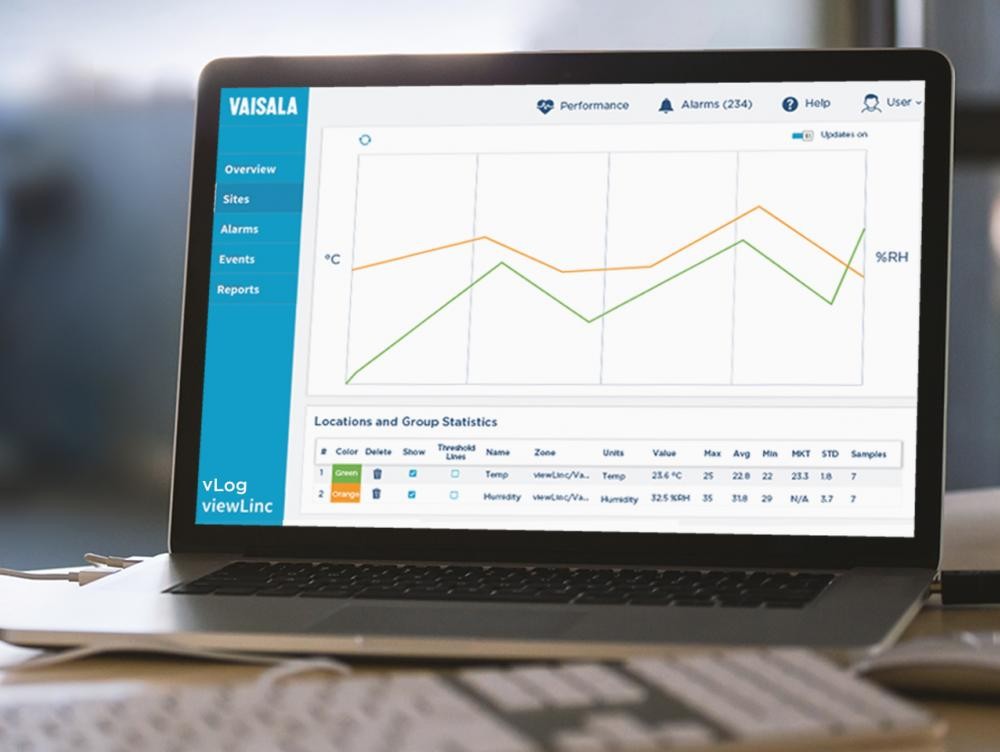 VAISALA
Performance
Alarms (234)
Help
User
Updates on
Overview
Sites
Alarms
Events
Reports
°C
%RH
Locations and Group Statistics
# Color Delete Show Threshold Lines Name Zone Units Value Max Avg Min MKT STD Samples
1 Green Temp viewLinc/Va... Temp 23.6 °C 25 22.8 22 23.3 1.8 7
2 Orange Humidity viewLinc/Va... Humidity 32.5 %RH 35 31.8 29 N/A 3.7 7
vLog
viewLinc